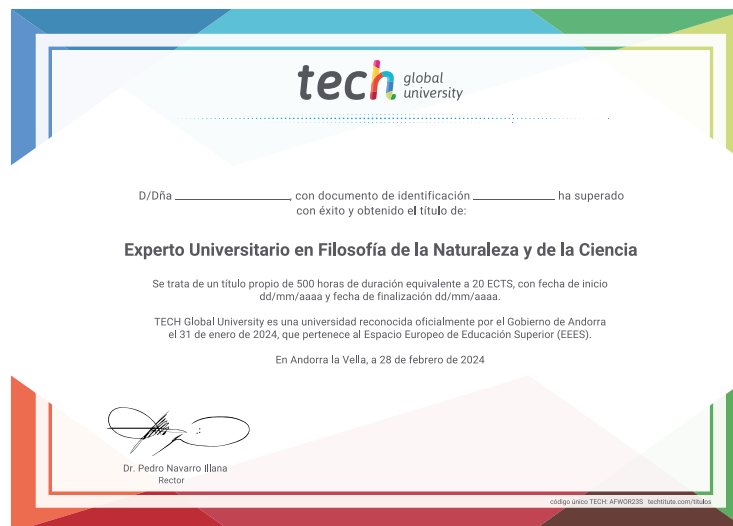 tech global university
D/Dña ____________________, con documento de identificación ______________ ha superado
con éxito y obtenido el título de:
Experto Universitario en Filosofía de la Naturaleza y de la Ciencia
Se trata de un título propio de 500 horas de duración equivalente a 20 ECTS, con fecha de inicio
dd/mm/aaaa y fecha de finalización dd/mm/aaaa.
TECH Global University es una universidad reconocida oficialmente por el Gobierno de Andorra
el 31 de enero de 2024, que pertenece al Espacio Europeo de Educación Superior (EEES).
En Andorra la Vella, a 28 de febrero de 2024
Dr. Pedro Navarro Illana
Rector
código único TECH: AFWOR23S techtitute.com/titulos